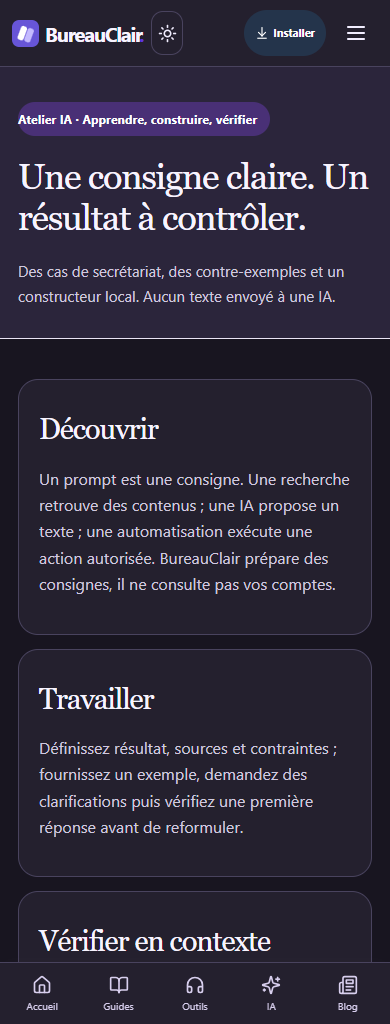 BureauClair.
Installer
Atelier IA · Apprendre, construire, vérifier
Une consigne claire. Un
résultat à contrôler.
Des cas de secrétariat, des contre-exemples et un
constructeur local. Aucun texte envoyé à une IA.
Découvrir
Un prompt est une consigne. Une recherche
retrouve des contenus ; une IA propose un
texte ; une automatisation exécute une
action autorisée. BureauClair prépare des
consignes, il ne consulte pas vos comptes.
Travailler
Définissez résultat, sources et contraintes ;
fournissez un exemple, demandez des
clarifications puis vérifiez une première
réponse avant de reformuler.
Vérifier en contexte
Accueil
Guides
Outils
IA
Blog